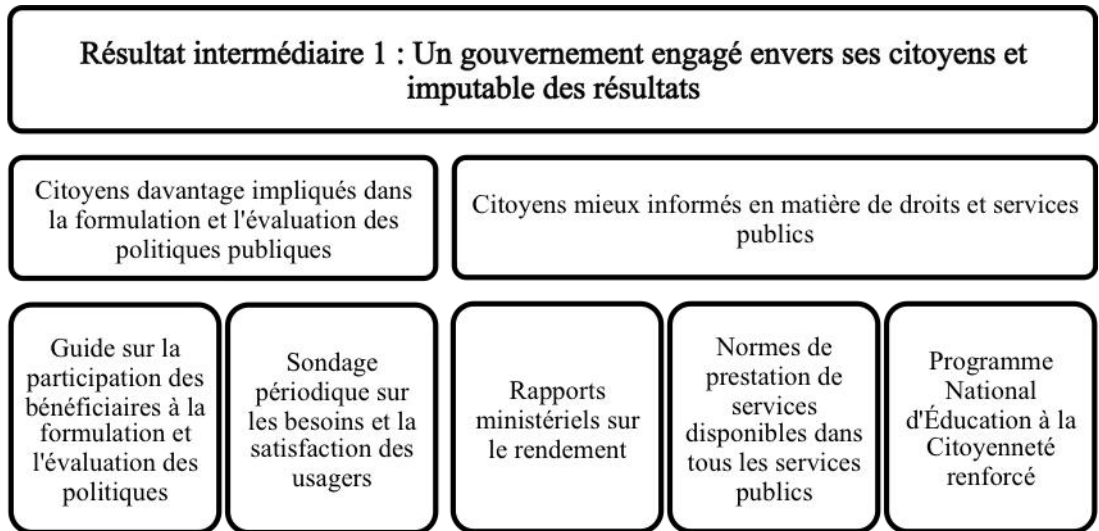 Résultat intermédiaire 1 : Un gouvernement engagé envers ses citoyens et
imputable des résultats
Citoyens davantage impliqués dans
la formulation et l'évaluation des
politiques publiques
Citoyens mieux informés en matière de droits et services
publics
Guide sur la
participation des
bénéficiaires à la
formulation et
l'évaluation des
politiques
Sondage
périodique sur
les besoins et la
satisfaction des
usagers
Rapports
ministériels sur
le rendement
Normes de
prestation de
services
disponibles dans
tous les services
publics
Programme
National
d'Éducation à la
Citoyenneté
renforcé